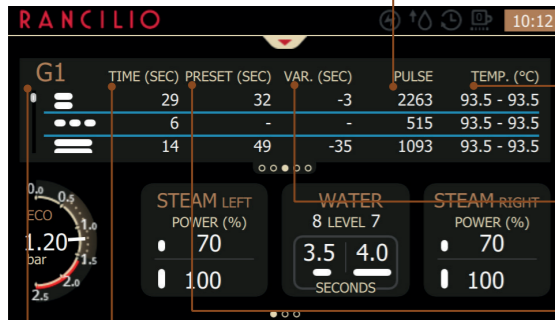 RANCILIO 10:12
G1 TIME (SEC) PRESET (SEC) VAR. (SEC) PULSE TEMP. (°C)
29 32 -3 2263 93.5 - 93.5
6 - - 515 93.5 - 93.5
14 49 -35 1093 93.5 - 93.5
STEAM LEFT
POWER (%)
70
100
WATER
8 LEVEL 7
3.5 4.0
SECONDS
STEAM RIGHT
POWER (%)
70
100
0.0 0.5
ECO 1.0
1.20
bar 1.5
2.0
2.5